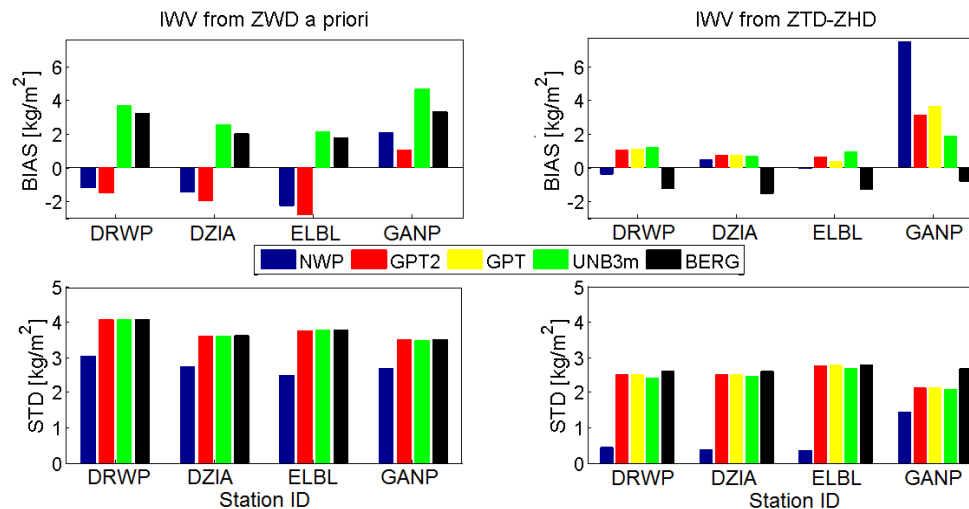 IWV from ZWD a priori
BIAS [kg/m²]
6
4
2
0
-2
DRWP DZIA ELBL GANP
IWV from ZTD-ZHD
BIAS [kg/m²]
6
4
2
0
-2
DRWP DZIA ELBL GANP
NWP GPT2 GPT UNB3m BERG
STD [kg/m²]
5
4
3
2
1
0
DRWP DZIA ELBL GANP
Station ID
STD [kg/m²]
5
4
3
2
1
0
DRWP DZIA ELBL GANP
Station ID